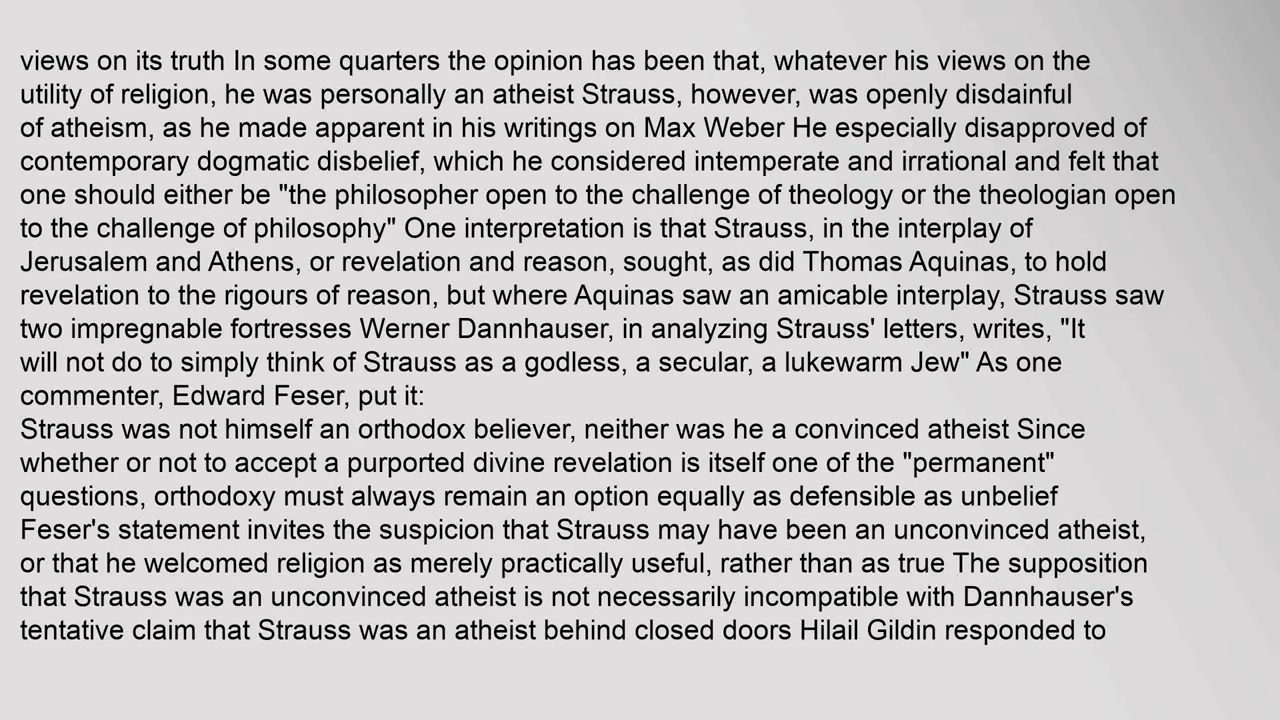 views on its truth In some quarters the opinion has been that, whatever his views on the
utility of religion, he was personally an atheist Strauss, however, was openly disdainful
of atheism, as he made apparent in his writings on Max Weber He especially disapproved of
contemporary dogmatic disbelief, which he considered intemperate and irrational and felt that
one should either be "the philosopher open to the challenge of theology or the theologian open
to the challenge of philosophy" One interpretation is that Strauss, in the interplay of
Jerusalem and Athens, or revelation and reason, sought, as did Thomas Aquinas, to hold
revelation to the rigours of reason, but where Aquinas saw an amicable interplay, Strauss saw
two impregnable fortresses Werner Dannhauser, in analyzing Strauss' letters, writes, "It
will not do to simply think of Strauss as a godless, a secular, a lukewarm Jew" As one
commenter, Edward Feser, put it:
Strauss was not himself an orthodox believer, neither was he a convinced atheist Since
whether or not to accept a purported divine revelation is itself one of the "permanent"
questions, orthodoxy must always remain an option equally as defensible as unbelief
Feser's statement invites the suspicion that Strauss may have been an unconvinced atheist,
or that he welcomed religion as merely practically useful, rather than as true The supposition
that Strauss was an unconvinced atheist is not necessarily incompatible with Dannhauser's
tentative claim that Strauss was an atheist behind closed doors Hilail Gildin responded to